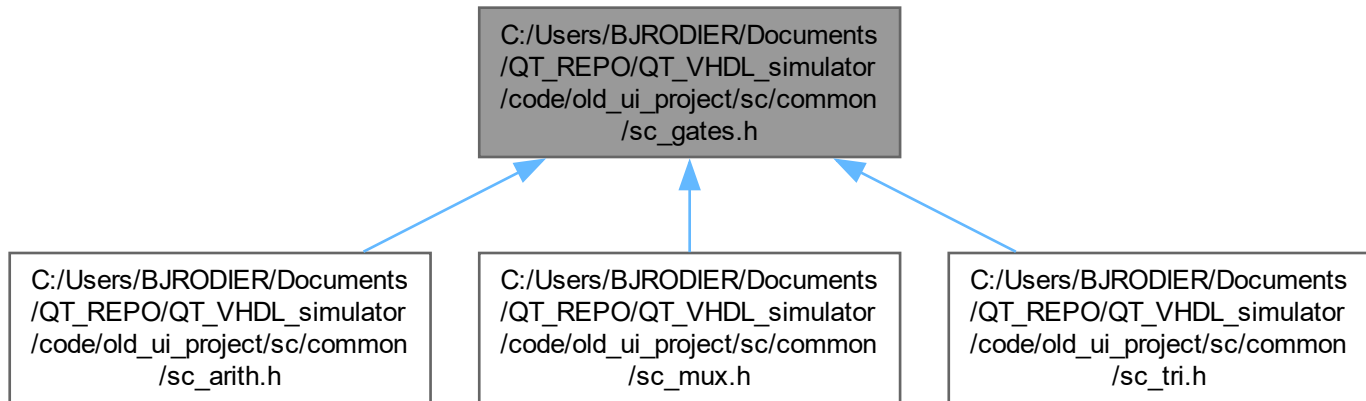 C:/Users/BJRODIER/Documents
/QT_REPO/QT_VHDL_simulator
/code/old_ui_project/sc/common
/sc_gates.h
C:/Users/BJRODIER/Documents
/QT_REPO/QT_VHDL_simulator
/code/old_ui_project/sc/common
/sc_arith.h
C:/Users/BJRODIER/Documents
/QT_REPO/QT_VHDL_simulator
/code/old_ui_project/sc/common
/sc_mux.h
C:/Users/BJRODIER/Documents
/QT_REPO/QT_VHDL_simulator
/code/old_ui_project/sc/common
/sc_tri.h